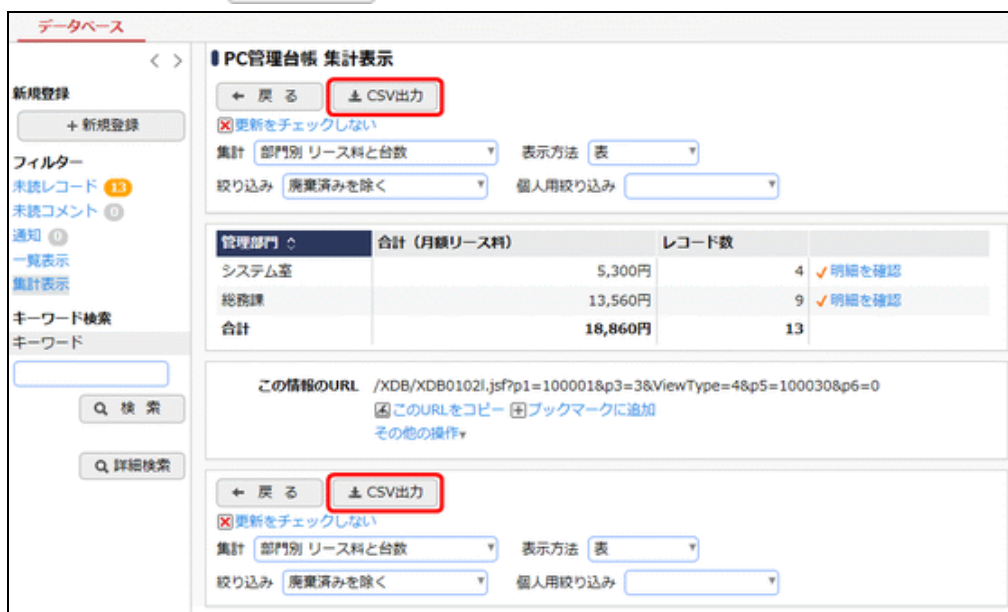 データベース
新規登録
+ 新規登録
フィルター
未読レコード 13
未読コメント 0
通知 0
一覧表示
集計表示
キーワード検索
キーワード
検 索
詳細検索
PC管理台帳 集計表示
戻 る CSV出力
更新をチェックしない
集計 部門別 リース料と台数 表示方法 表
絞り込み 廃棄済みを除く 個人用絞り込み
管理部門 合計（月額リース料） レコード数
システム室 5,300円 4 明細を確認
総務課 13,560円 9 明細を確認
合計 18,860円 13
この情報のURL /XDB/XDB0102l.jsf?p1=100001&p3=3&ViewType=4&p5=100030&p6=0
このURLをコピー ブックマークに追加
その他の操作
戻 る CSV出力
更新をチェックしない
集計 部門別 リース料と台数 表示方法 表
絞り込み 廃棄済みを除く 個人用絞り込み